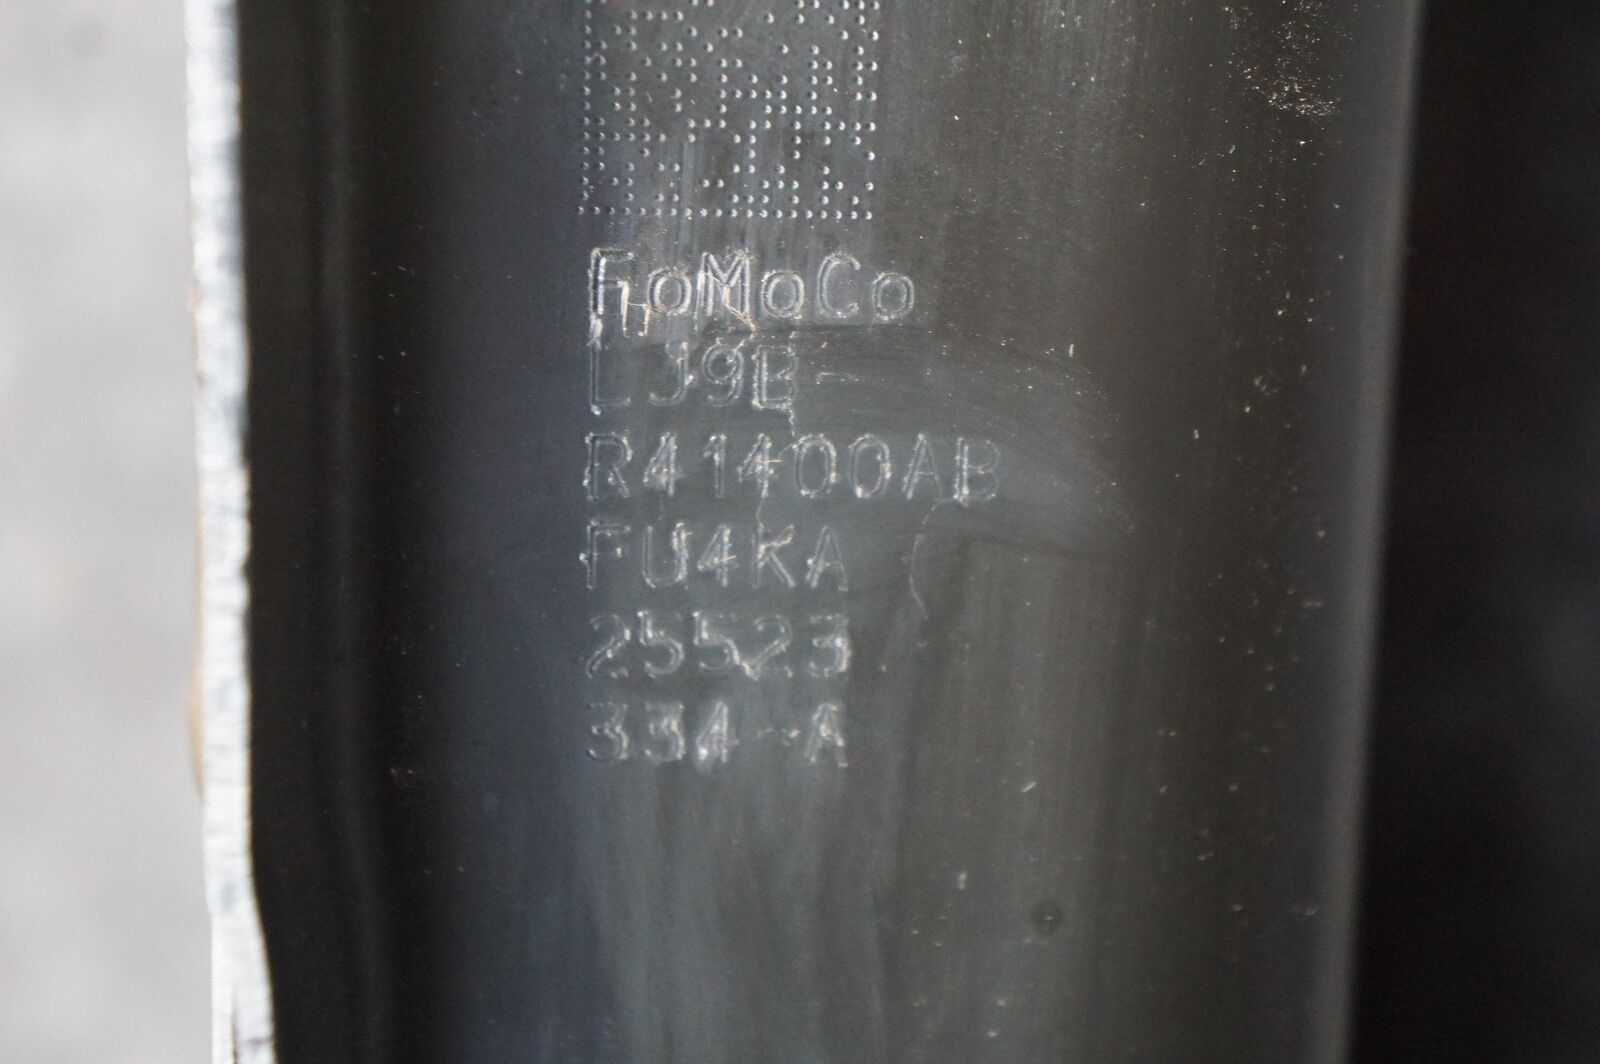 FoMoCo
LJ9B-
R41400AB
FU4KA
25523
334-A